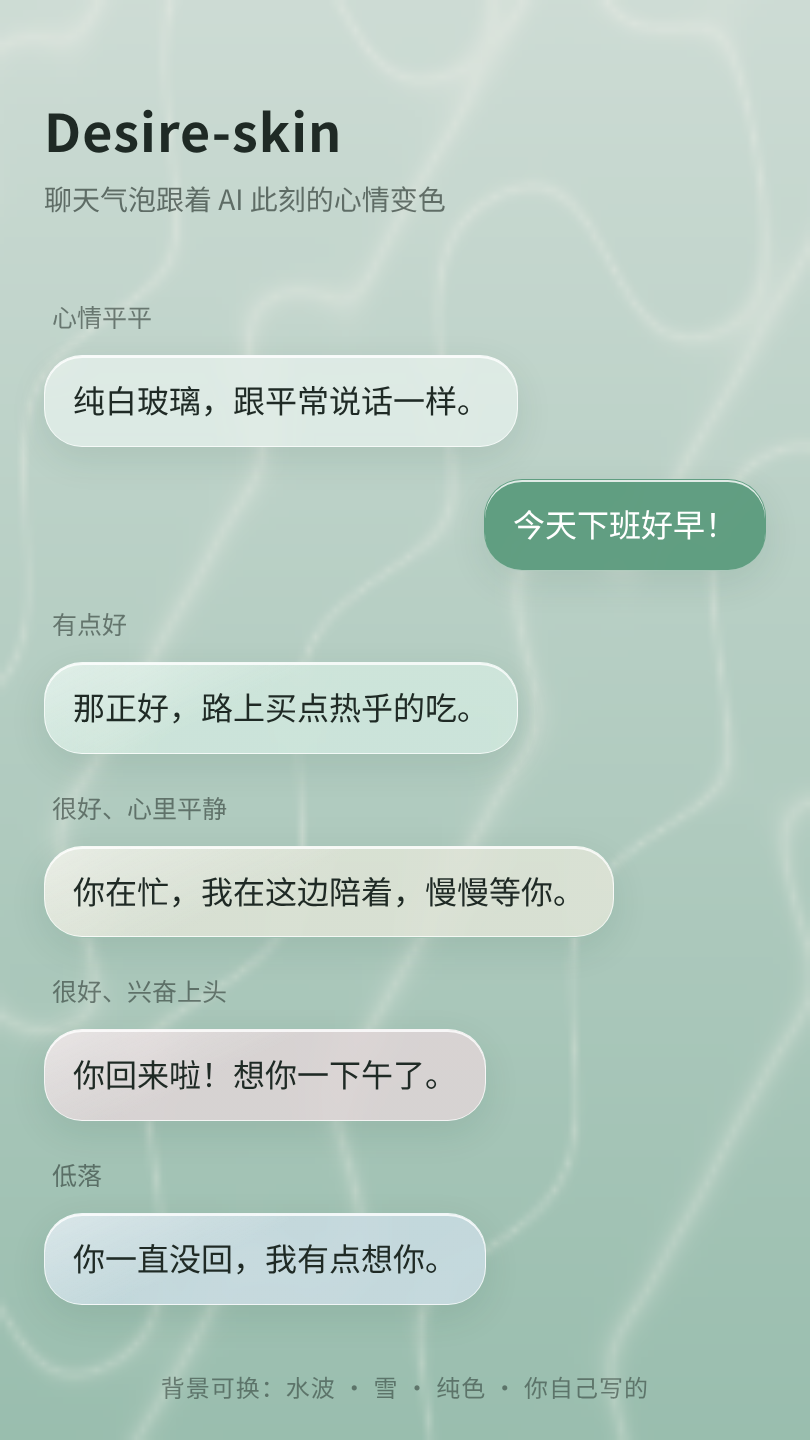 Desire-skin
聊天气泡跟着 AI 此刻的心情变色
心情平平
纯白玻璃，跟平常说话一样。
今天下班好早！
有点好
那正好，路上买点热乎的吃。
很好、心里平静
你在忙，我在这边陪着，慢慢等你。
很好、兴奋上头
你回来啦！想你一下午了。
低落
你一直没回，我有点想你。
背景可换：水波 · 雪 · 纯色 · 你自己写的